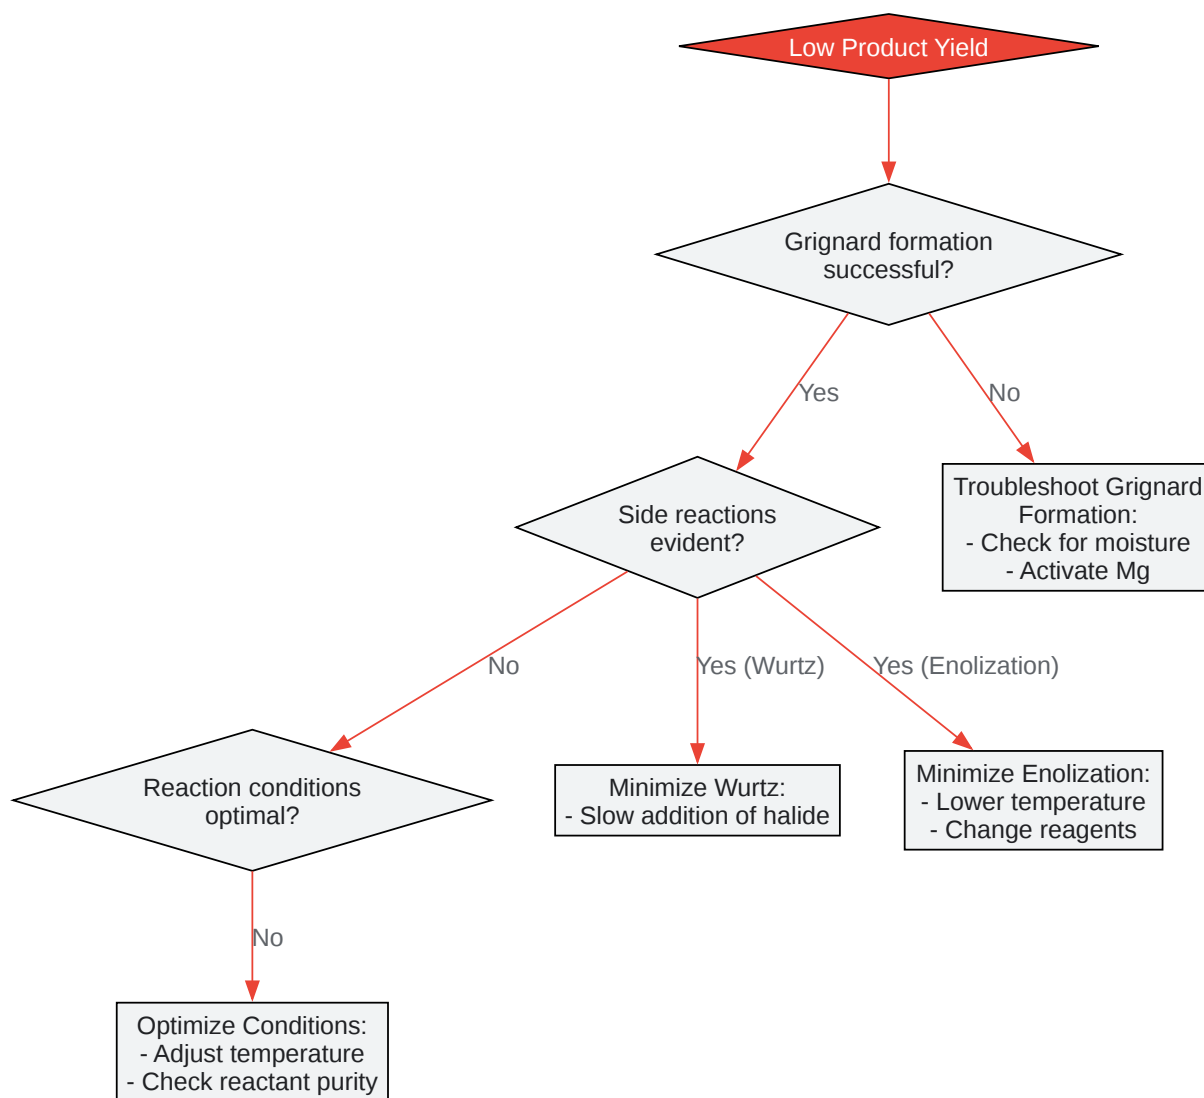 Low Product Yield
Grignard formation
successful?
Yes
No
Side reactions
evident?
Troubleshoot Grignard
Formation:
- Check for moisture
- Activate Mg
No
Yes (Wurtz)
Yes (Enolization)
Reaction conditions
optimal?
Minimize Wurtz:
- Slow addition of halide
Minimize Enolization:
- Lower temperature
- Change reagents
No
Optimize Conditions:
- Adjust temperature
- Check reactant purity